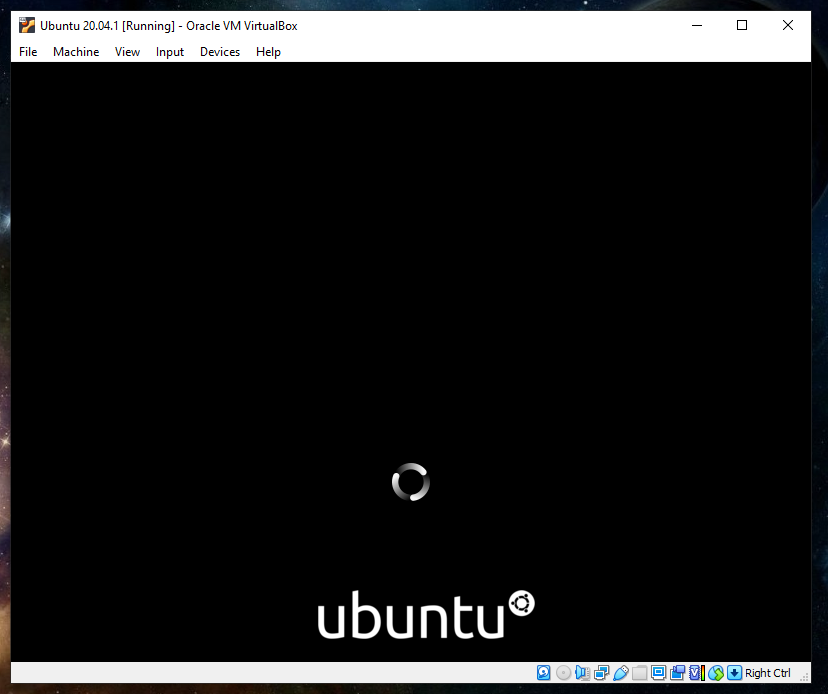 Ubuntu 20.04.1 [Running] - Oracle VM VirtualBox
File Machine View Input Devices Help
ubuntu
Right Ctrl